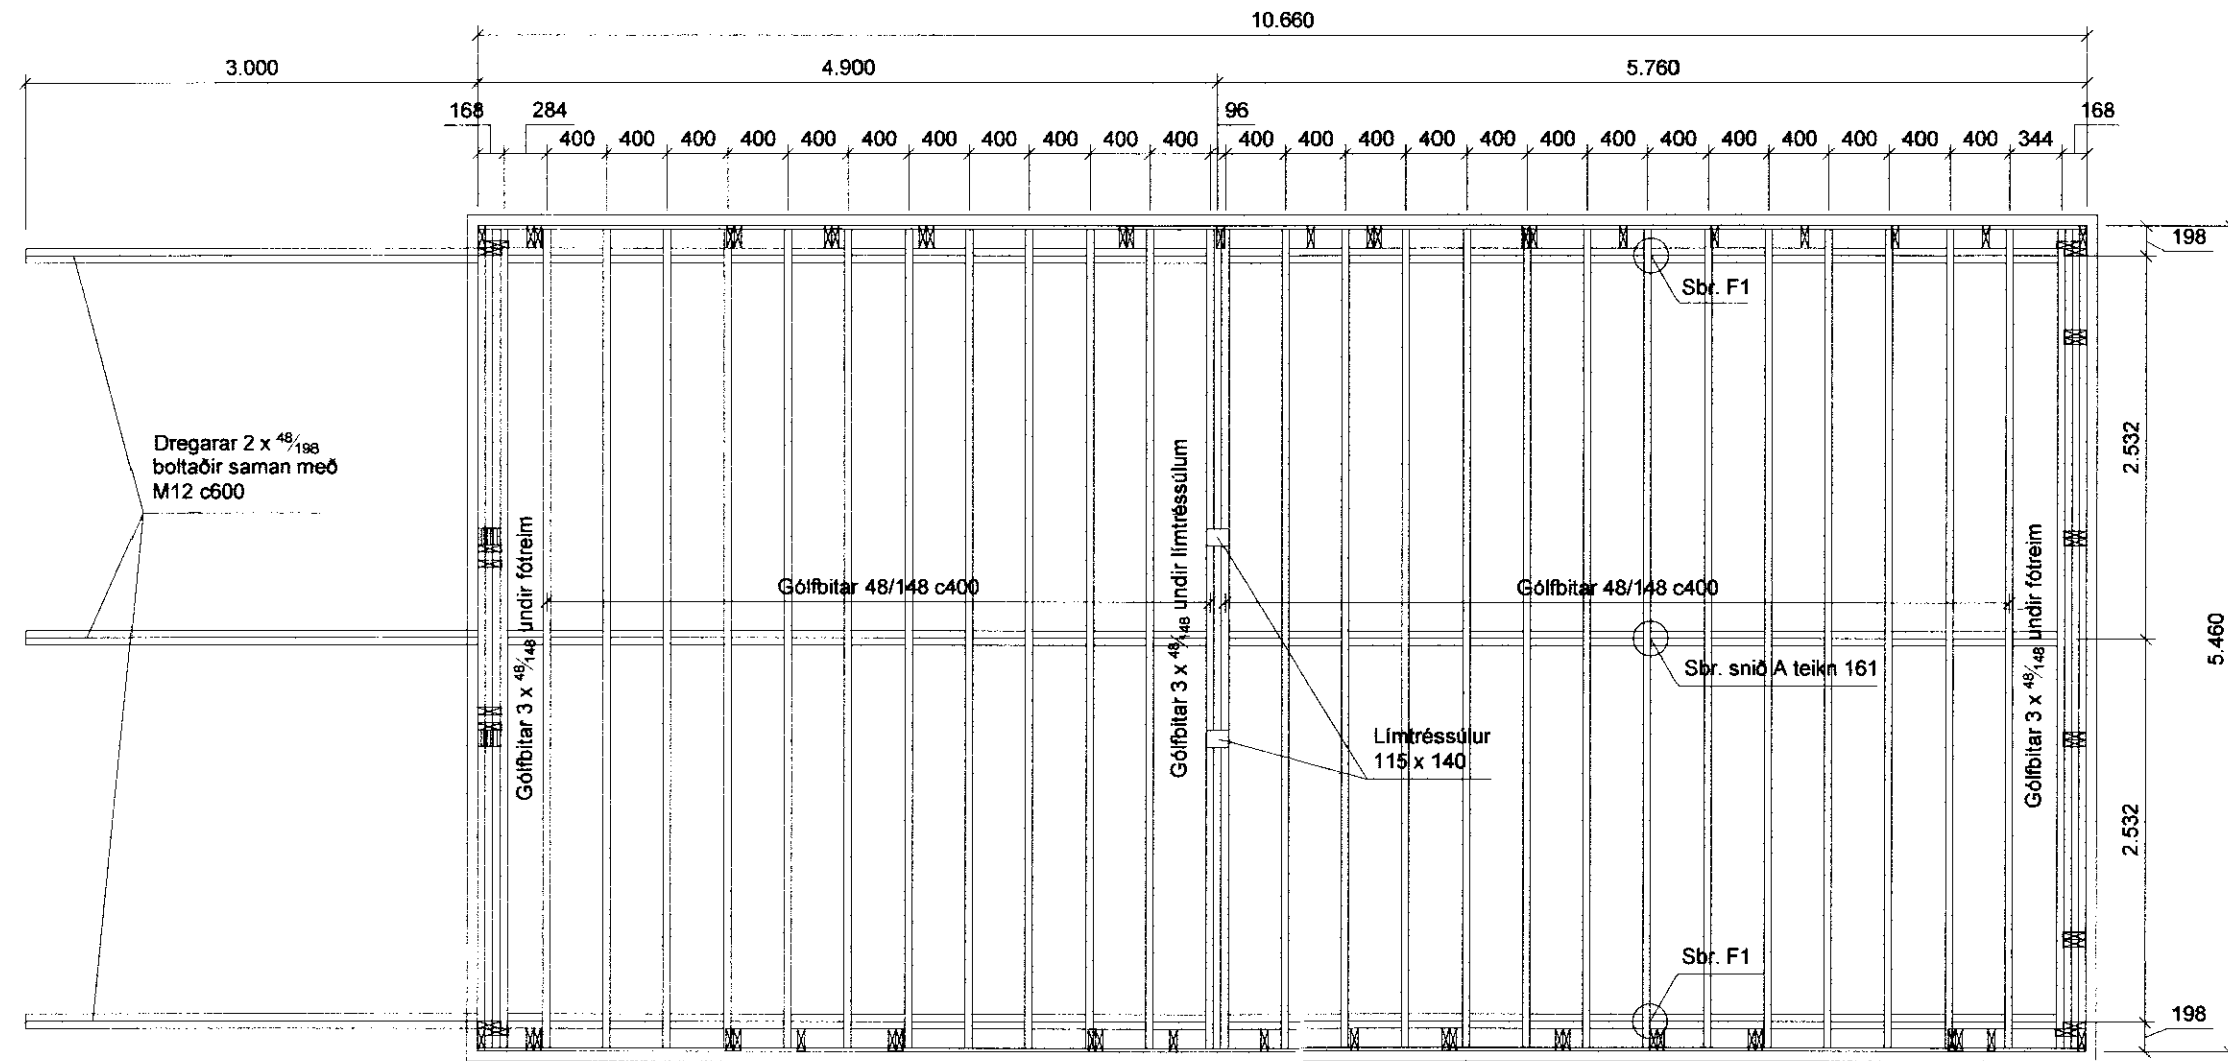 10.660
3.000 4.900 5.760
168 284 96 168
400 400 400 400 400 400 400 400 400 400 400 400 400 400 400 400 400 400 400 400 400 400 400 400 344
198
Sbr. F1
Dregarar 2 x 48/198
boltaðir saman með
M12 c600
2.532
Gólfbitar 3 x 48/148 undir fótreim
Gólfbitar 48/148 c400
Gólfbitar 3 x 48/148 undir límtréssúlum
Gólfbitar 48/148 c400
Gólfbitar 3 x 48/148 undir fótreim
5.460
Sbr. snið A teikn 161
Límtréssúlur
115 x 140
2.532
Sbr. F1
198